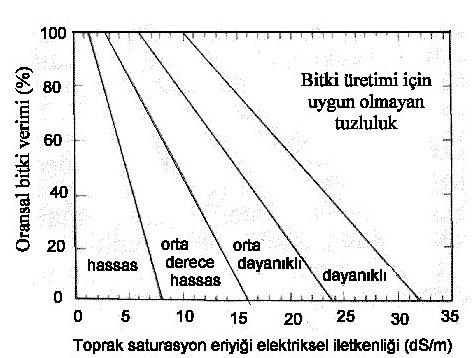 Oransal bitki verimi (%)
100
80
60
40
20
0
Bitki üretimi için
uygun olmayan
tuzluluk
hassas
orta
derece
hassas
orta
dayanıklı
dayanıklı
0 5 10 15 20 25 30 35
Toprak saturasyon eriyiği elektriksel iletkenliği (dS/m)